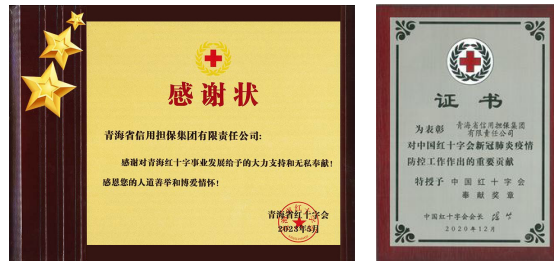 感谢状
青海省信用担保集团有限责任公司:
感谢对青海红十字事业发展给予的大力支持和无私奉献!
感恩您的人道善举和博爱情怀!
青海省红十字会
2023年5月
证书
为表彰 青海省信用担保集团
有限责任公司
对中国红十字会新冠肺炎疫情
防控工作作出的重要贡献
特授予 中国红十字会
奉献奖章
中国红十字会会长
2020年12月